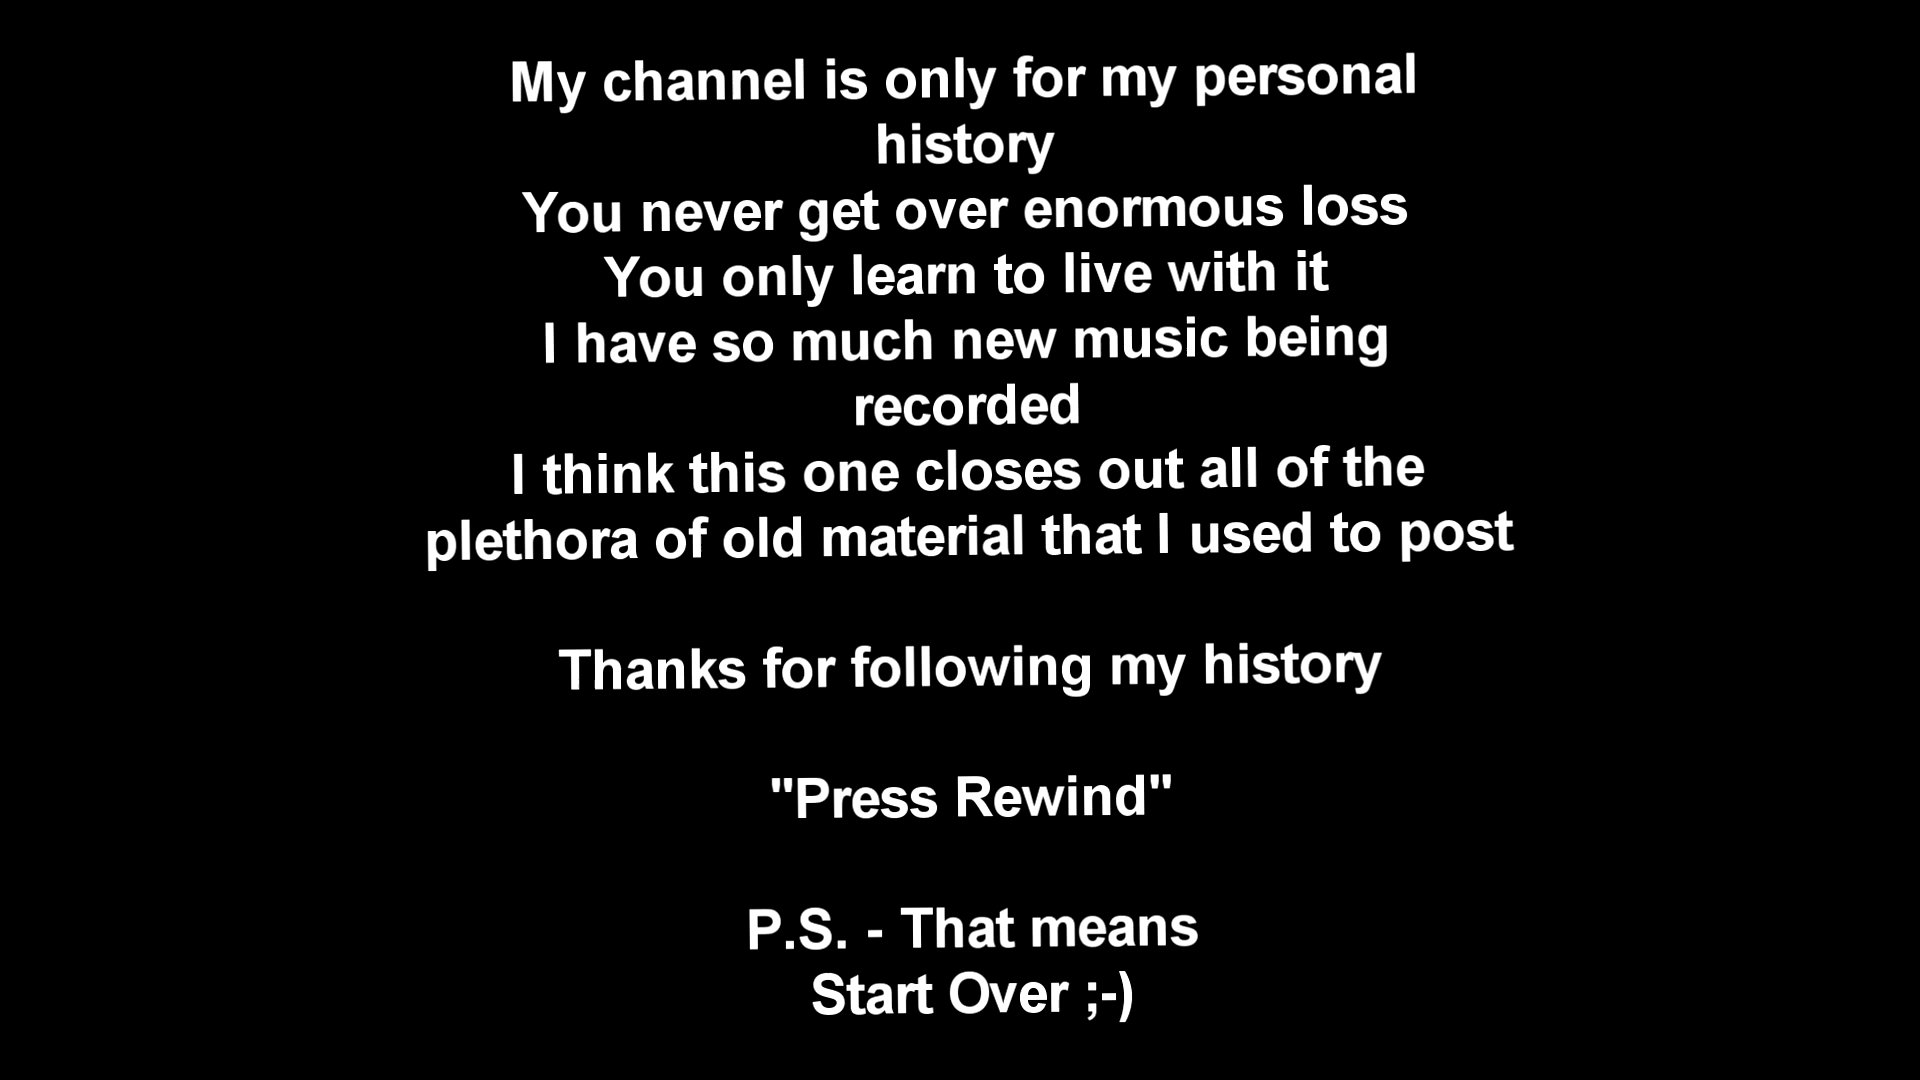 My channel is only for my personal
history
You never get over enormous loss
You only learn to live with it
I have so much new music being
recorded
I think this one closes out all of the
plethora of old material that I used to post
Thanks for following my history
"Press Rewind"
P.S. - That means
Start Over ;-)